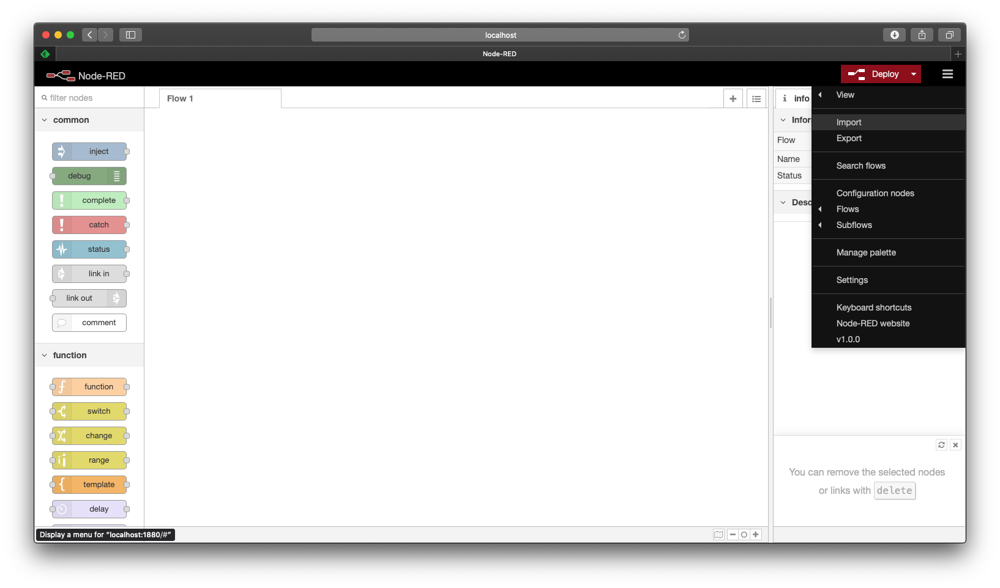 localhost
Node-RED
Node-RED
Deploy
filter nodes
Flow 1
info
common
inject
debug
complete
catch
status
link in
link out
comment
function
function
switch
change
range
template
delay
Infor
Flow
Name
Status
Desc
View
Import
Export
Search flows
Configuration nodes
Flows
Subflows
Manage palette
Settings
Keyboard shortcuts
Node-RED website
v1.0.0
You can remove the selected nodes
or links with delete
Display a menu for “localhost:1880/#”